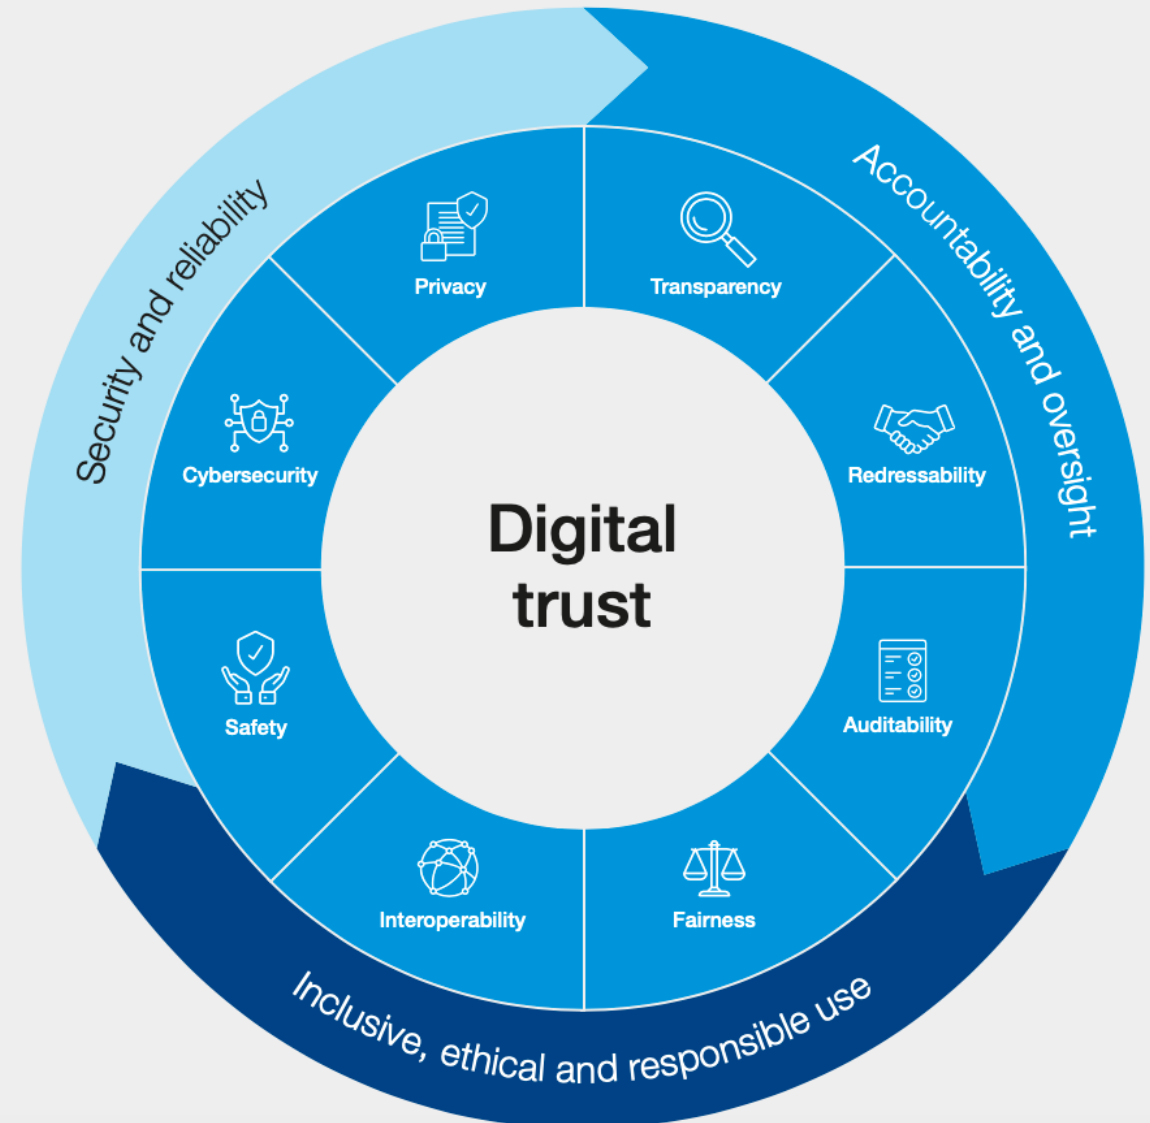 Security and reliability
Accountability and oversight
Inclusive, ethical and responsible use
Privacy
Transparency
Cybersecurity
Redressability
Digital
trust
Safety
Auditability
Interoperability
Fairness